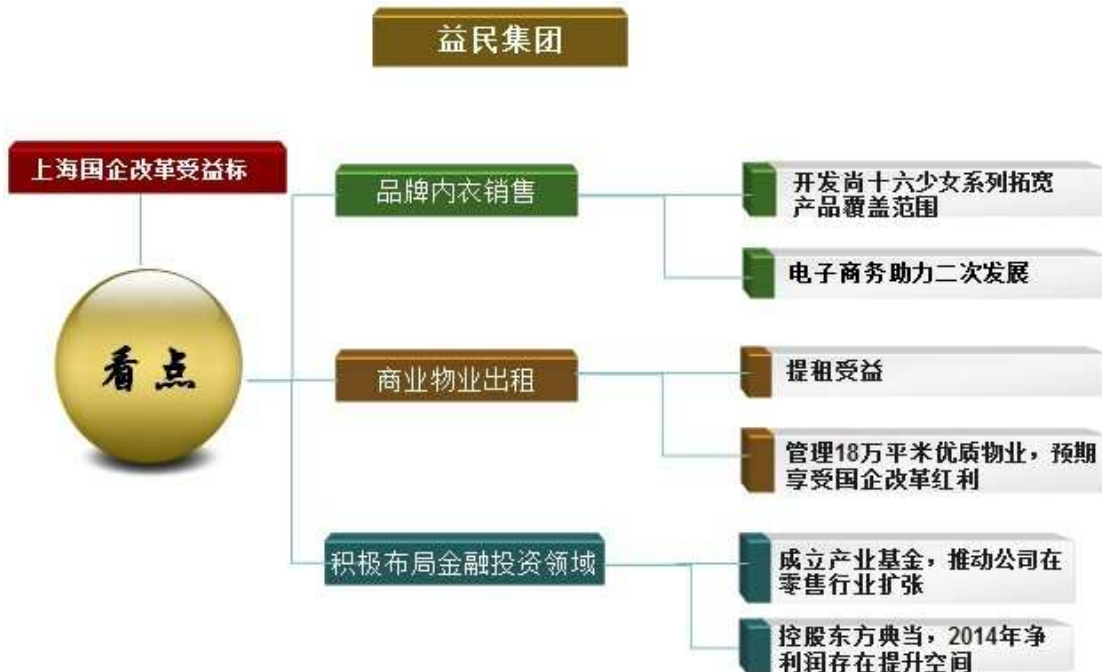 益民集团
上海国企改革受益标
看点
品牌内衣销售
开发尚十六少女系列拓宽
产品覆盖范围
电子商务助力二次发展
商业物业出租
提租受益
管理18万平米优质物业，预期
享受国企改革红利
积极布局金融投资领域
成立产业基金，推动公司在
零售行业扩张
控股东方典当，2014年净
利润存在提升空间